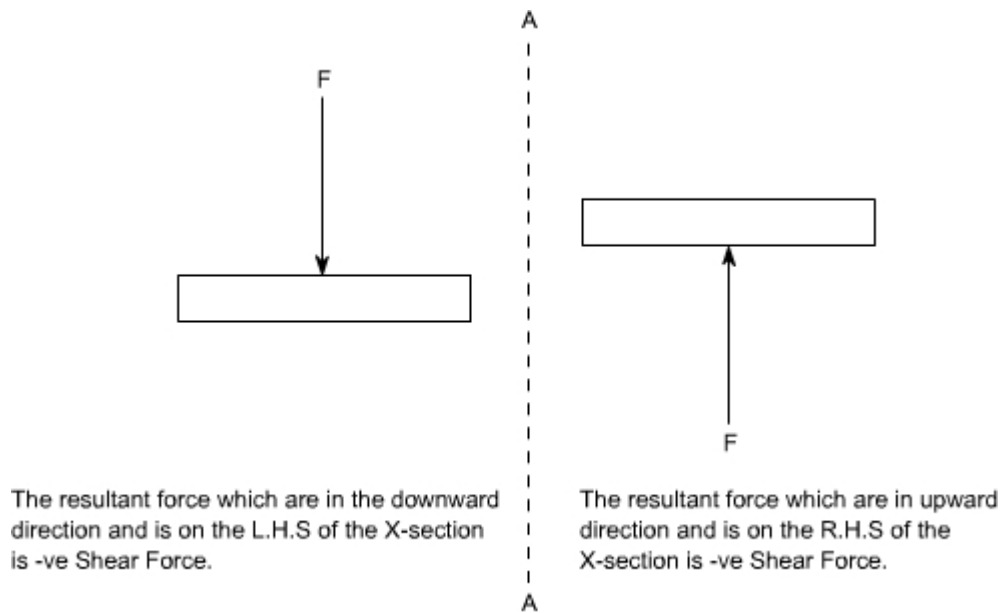 A
F
F
The resultant force which are in the downward
direction and is on the L.H.S of the X-section
is -ve Shear Force.
The resultant force which are in upward
direction and is on the R.H.S of the
X-section is -ve Shear Force.
A